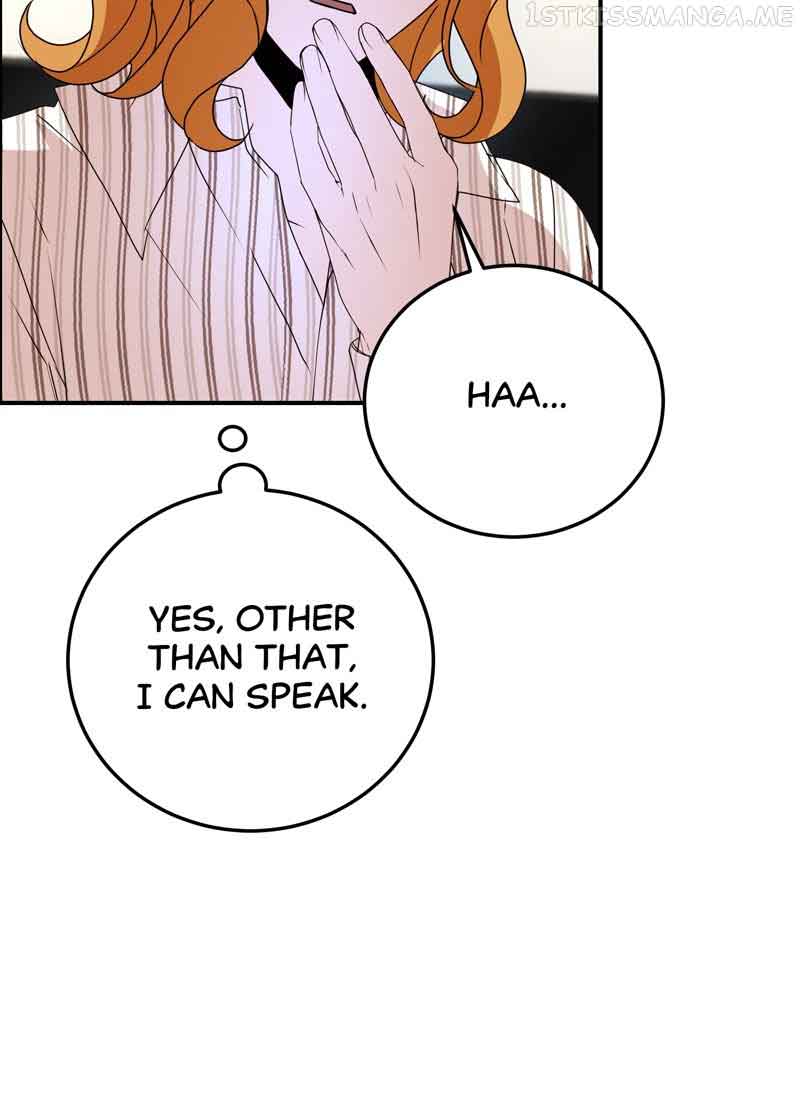 1STKISSMANGA.ME
HAA...
YES, OTHER
THAN THAT,
I CAN SPEAK.